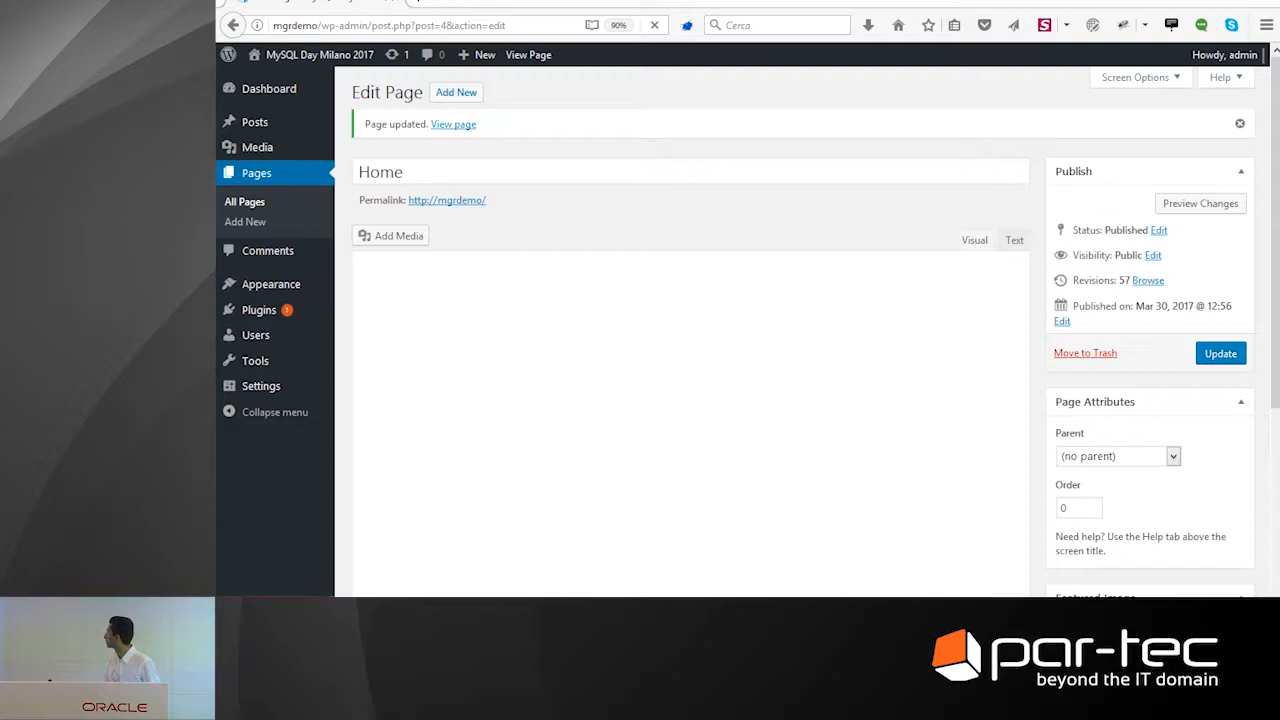 mgrdemo/wp-admin/post.php?post=4&action=edit
90%
Cerca
MySQL Day Milano 2017
1
0
New
View Page
Howdy, admin
Dashboard
Posts
Media
Pages
All Pages
Add New
Comments
Appearance
Plugins 1
Users
Tools
Settings
Collapse menu
Screen Options
Help
Edit Page
Add New
Page updated. View page
Home
Permalink: http://mgrdemo/
Add Media
Visual
Text
Publish
Preview Changes
Status: Published Edit
Visibility: Public Edit
Revisions: 57 Browse
Published on: Mar 30, 2017 @ 12:56
Edit
Move to Trash
Update
Page Attributes
Parent
(no parent)
Order
0
Need help? Use the Help tab above the
screen title.
Featured Image
ORACLE
par-tec
beyond the IT domain